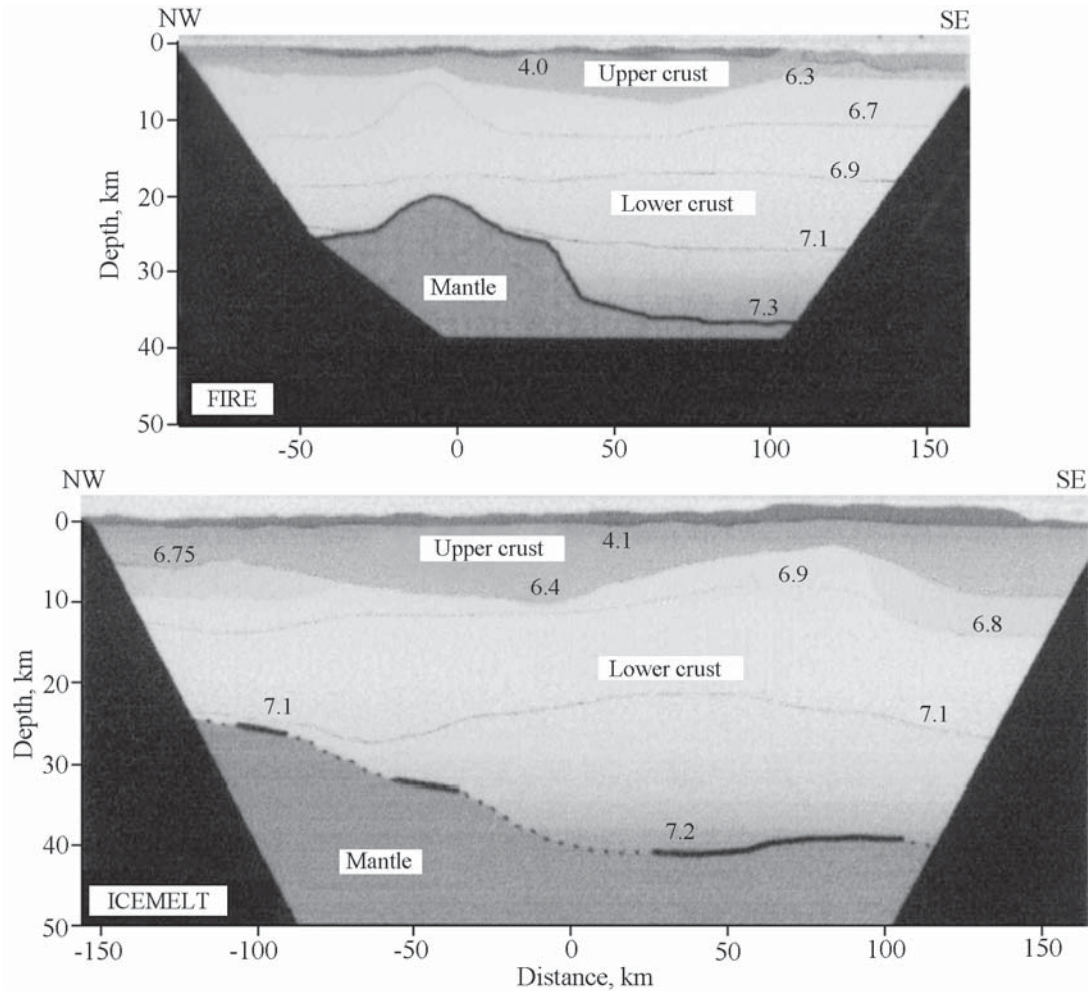 NW SE
0
4.0 Upper crust 6.3
10
6.7
6.9
20
Lower crust
7.1
30
Mantle
7.3
40
FIRE
50
-50 0 50 100 150
Depth, km
NW SE
0
6.75 Upper crust 4.1
6.4 6.9
10
6.8
Lower crust
20
7.1 7.1
30
40
7.2
Mantle
ICEMELT
50
-150 -100 -50 0 50 100 150
Depth, km
Distance, km